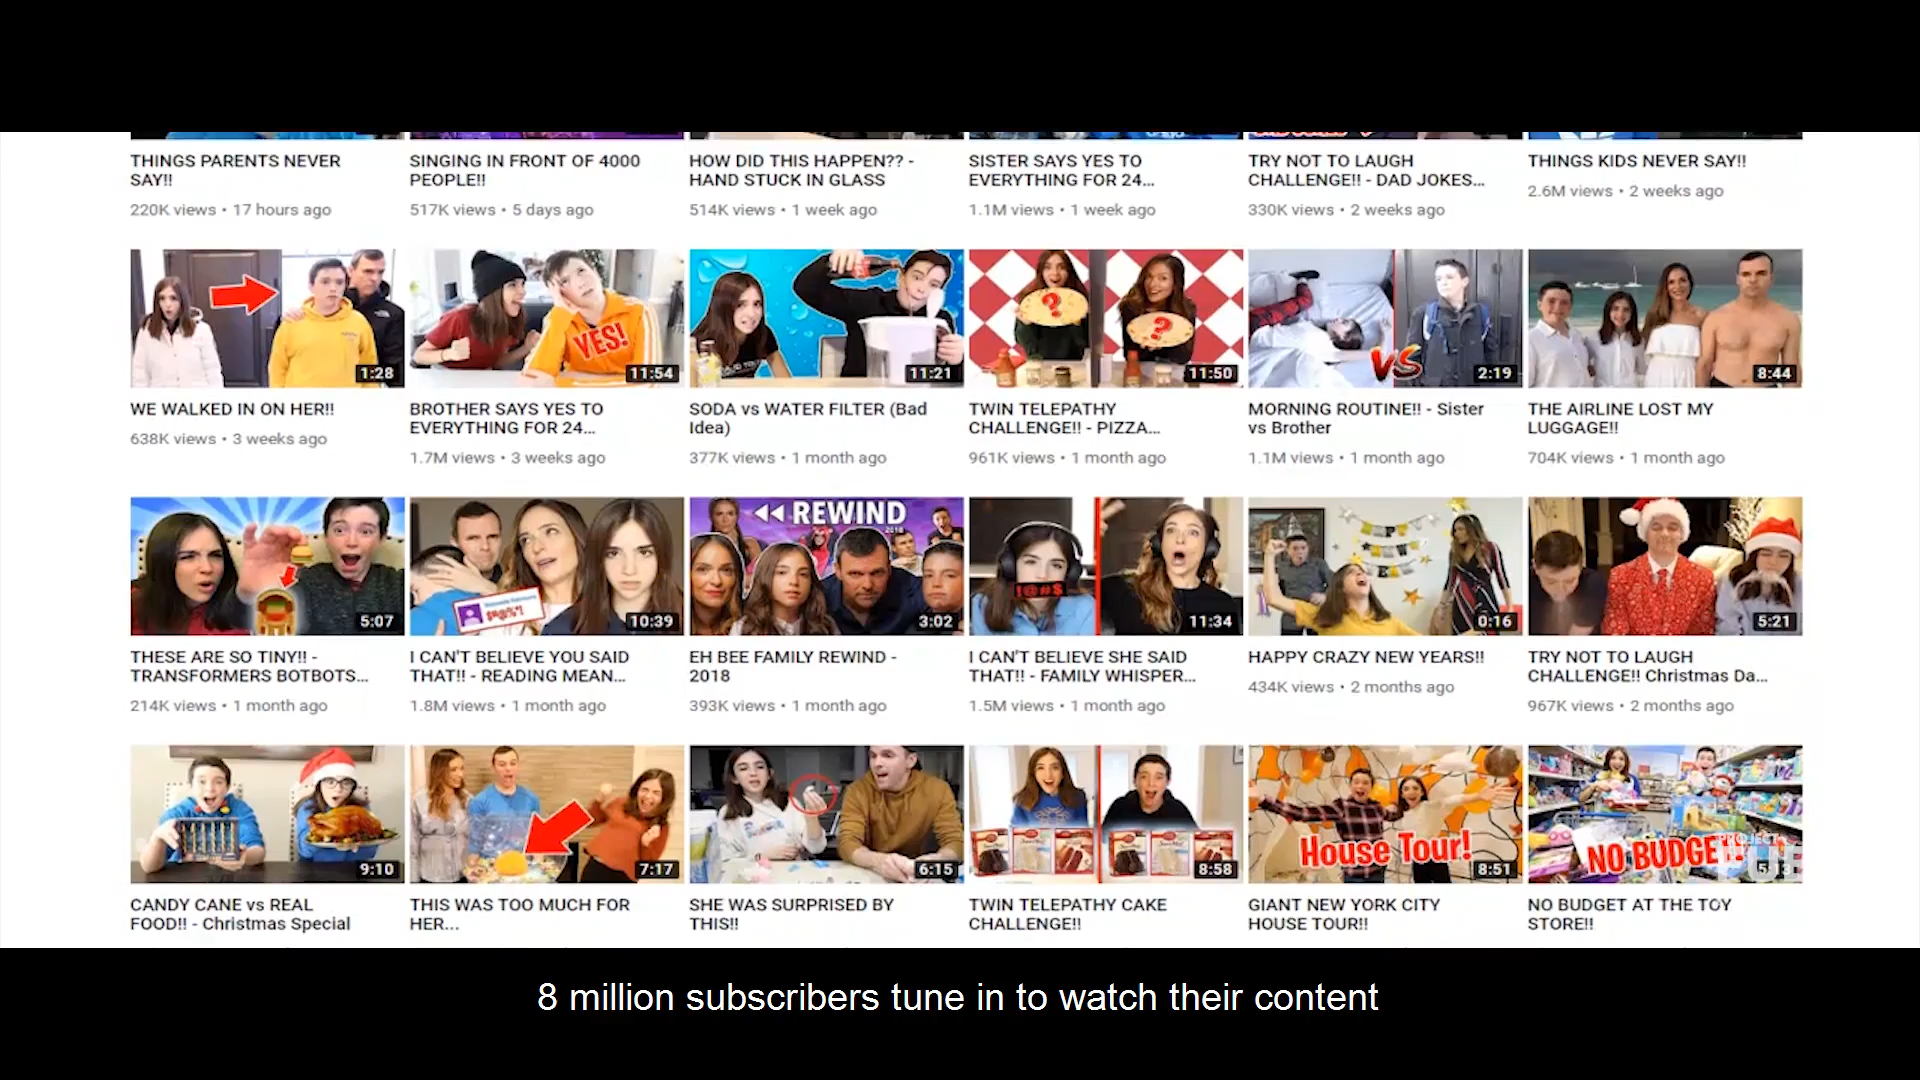 THINGS PARENTS NEVER
SAY!!
220K views • 17 hours ago
SINGING IN FRONT OF 4000
PEOPLE!!
517K views • 5 days ago
HOW DID THIS HAPPEN?? -
HAND STUCK IN GLASS
514K views • 1 week ago
SISTER SAYS YES TO
EVERYTHING FOR 24...
1.1M views • 1 week ago
TRY NOT TO LAUGH
CHALLENGE!! - DAD JOKES...
330K views • 2 weeks ago
THINGS KIDS NEVER SAY!!
2.6M views • 2 weeks ago
1:28
WE WALKED IN ON HER!!
638K views • 3 weeks ago
YES!
11:54
BROTHER SAYS YES TO
EVERYTHING FOR 24...
1.7M views • 3 weeks ago
11:21
SODA vs WATER FILTER (Bad
Idea)
377K views • 1 month ago
? ?
11:50
TWIN TELEPATHY
CHALLENGE!! - PIZZA...
961K views • 1 month ago
VS
2:19
MORNING ROUTINE!! - Sister
vs Brother
1.1M views • 1 month ago
8:44
THE AIRLINE LOST MY
LUGGAGE!!
704K views • 1 month ago
5:07
THESE ARE SO TINY!! -
TRANSFORMERS BOTBOTS...
214K views • 1 month ago
10:39
I CAN'T BELIEVE YOU SAID
THAT!! - READING MEAN...
1.8M views • 1 month ago
REWIND
2018
3:02
EH BEE FAMILY REWIND -
2018
393K views • 1 month ago
!@#$
11:34
I CAN'T BELIEVE SHE SAID
THAT!! - FAMILY WHISPER...
1.5M views • 1 month ago
0:16
HAPPY CRAZY NEW YEARS!!
434K views • 2 months ago
5:21
TRY NOT TO LAUGH
CHALLENGE!! Christmas Da...
967K views • 2 months ago
9:10
CANDY CANE vs REAL
FOOD!! - Christmas Special
7:17
THIS WAS TOO MUCH FOR
HER...
6:15
SHE WAS SURPRISED BY
THIS!!
8:58
TWIN TELEPATHY CAKE
CHALLENGE!!
House Tour!
8:51
GIANT NEW YORK CITY
HOUSE TOUR!!
NO BUDGET!!
PROJECT
5:13
NO BUDGET AT THE TOY
STORE!!
8 million subscribers tune in to watch their content